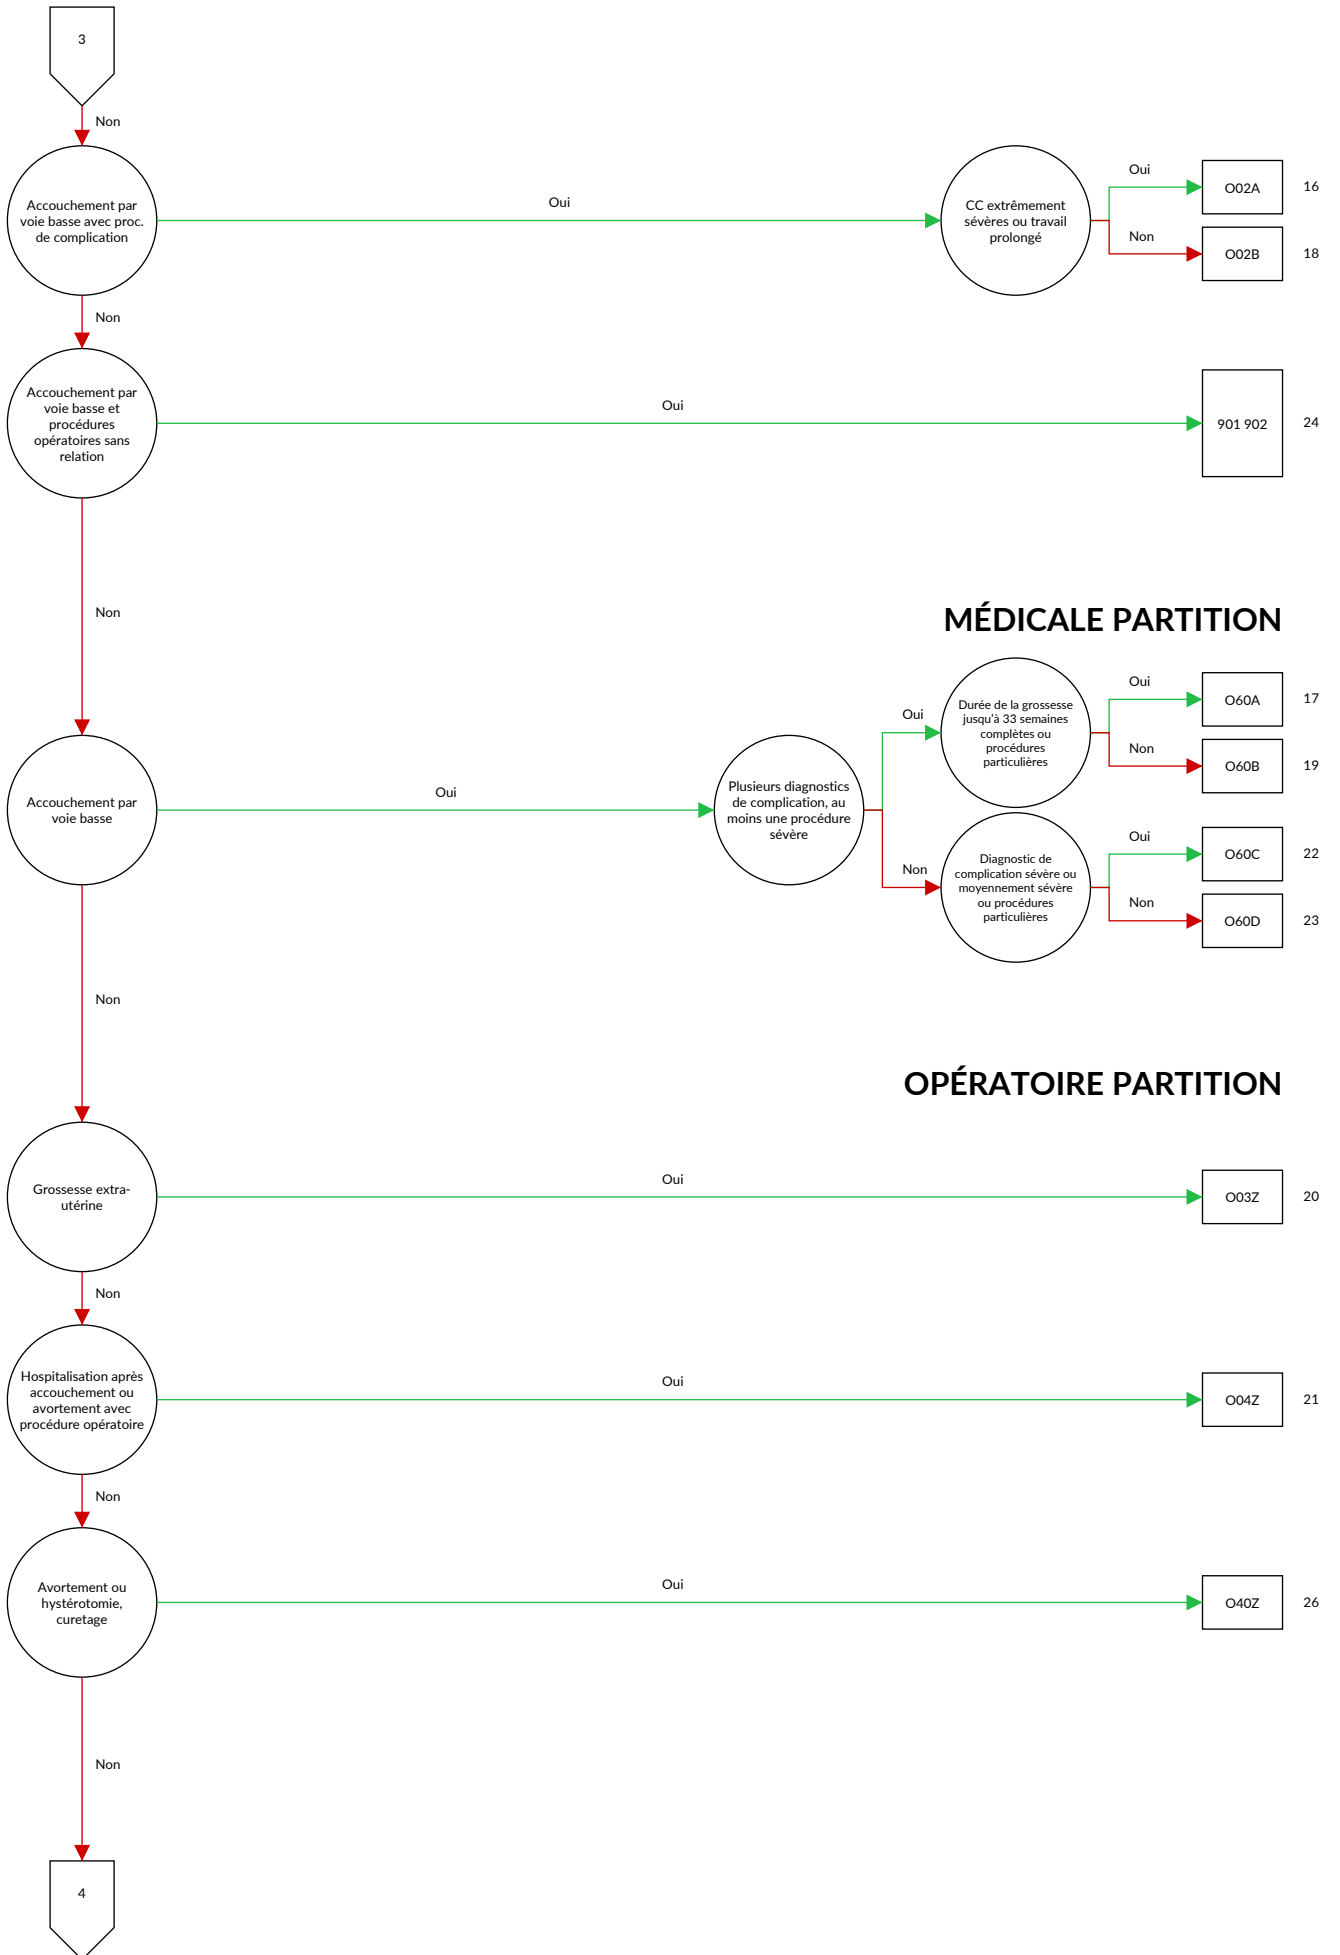 3
Non
Accouchement par
voie basse avec proc.
de complication
Oui
CC extrêmement
sévères ou travail
prolongé
Oui
O02A
16
Non
O02B
18
Non
Accouchement par
voie basse et
procédures
opératoires sans
relation
Oui
901 902
24
Non
MÉDICALE PARTITION
Accouchement par
voie basse
Oui
Plusieurs diagnostics
de complication, au
moins une procédure
sévère
Oui
Durée de la grossesse
jusqu'à 33 semaines
complètes ou
procédures
particulières
Oui
O60A
17
Non
O60B
19
Non
Diagnostic de
complication sévère ou
moyennement sévère
ou procédures
particulières
Oui
O60C
22
Non
O60D
23
Non
OPÉRATOIRE PARTITION
Grossesse extra-
utérine
Oui
O03Z
20
Non
Hospitalisation après
accouchement ou
avortement avec
procédure opératoire
Oui
O04Z
21
Non
Avortement ou
hystérotomie,
curetage
Oui
O40Z
26
Non
4